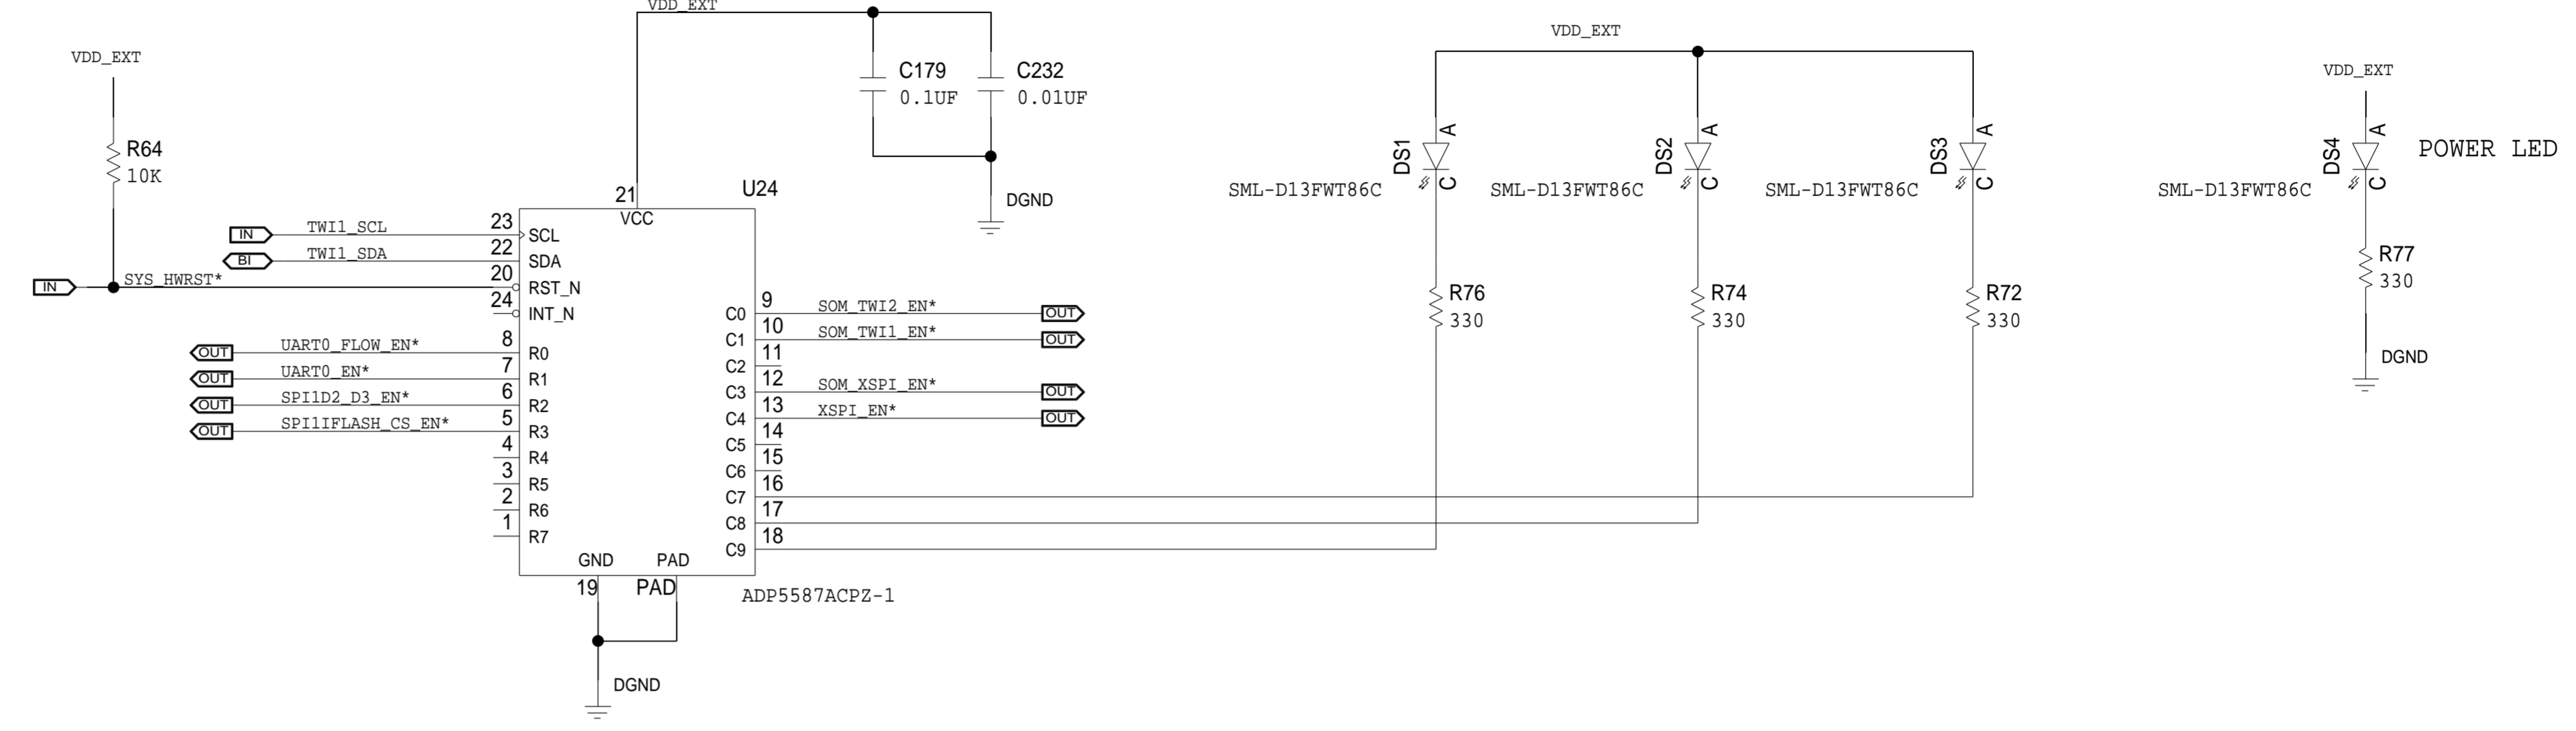 VDD_EXT
VDD_EXT
R64
10K
C179
0.1UF
C232
0.01UF
DGND
U24
21
VCC
IN
TWI1_SCL
23
SCL
BI
TWI1_SDA
22
SDA
IN
SYS_HWRST*
20
RST_N
24
INT_N
OUT
UART0_FLOW_EN*
8
R0
OUT
UART0_EN*
7
R1
OUT
SPI1D2_D3_EN*
6
R2
OUT
SPI1IFLASH_CS_EN*
5
R3
4
R4
3
R5
2
R6
1
R7
C0
9
SOM_TWI2_EN*
OUT
C1
10
SOM_TWI1_EN*
OUT
C2
11
C3
12
SOM_XSPI_EN*
OUT
C4
13
XSPI_EN*
OUT
C5
14
C6
15
C7
16
C8
17
C9
18
GND
PAD
19
PAD
ADP5587ACPZ-1
DGND
VDD_EXT
DS1
A
C
SML-D13FWT86C
R76
330
DS2
A
C
SML-D13FWT86C
R74
330
DS3
A
C
SML-D13FWT86C
R72
330
VDD_EXT
DS4
A
C
SML-D13FWT86C
POWER LED
R77
330
DGND